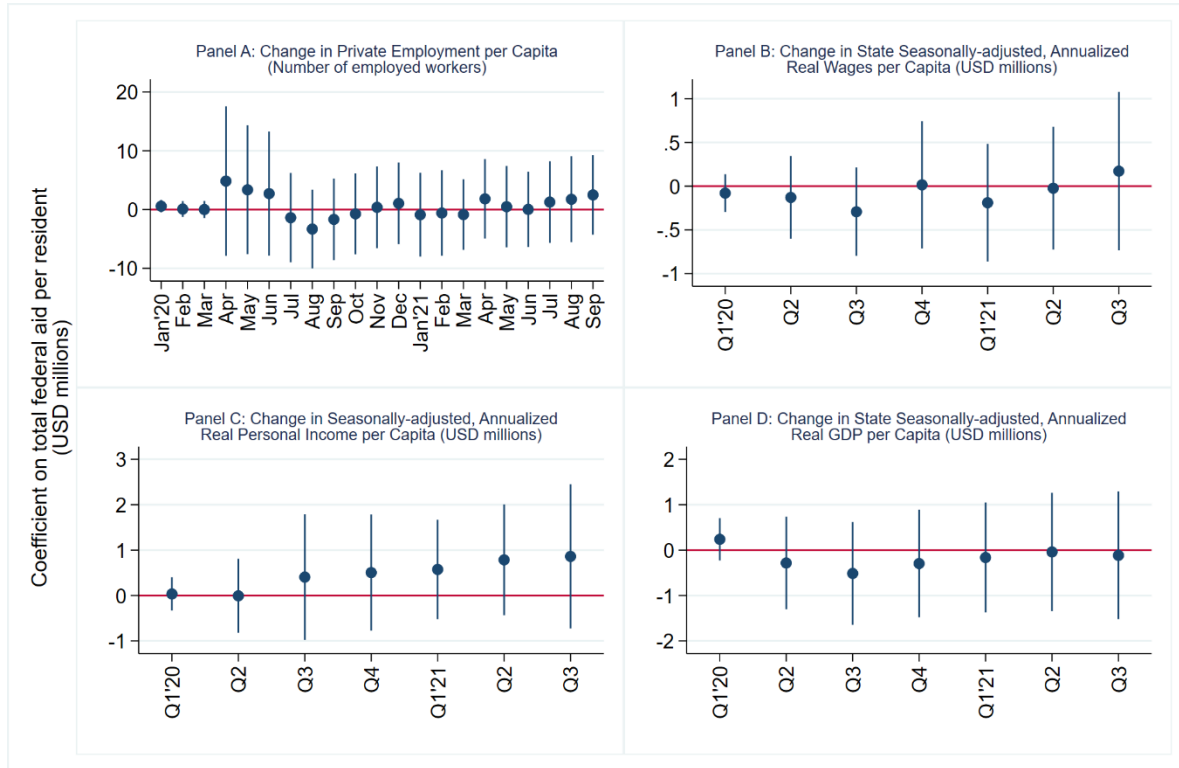 Coefficient on total federal aid per resident
(USD millions)
Panel A: Change in Private Employment per Capita
(Number of employed workers)
20
10
0
-10
Jan'20
Feb
Mar
Apr
May
Jun
Jul
Aug
Sep
Oct
Nov
Dec
Jan'21
Feb
Mar
Apr
May
Jun
Jul
Aug
Sep
Panel B: Change in State Seasonally-adjusted, Annualized
Real Wages per Capita (USD millions)
1
.5
0
-.5
-1
Q1'20
Q2
Q3
Q4
Q1'21
Q2
Q3
Panel C: Change in Seasonally-adjusted, Annualized
Real Personal Income per Capita (USD millions)
3
2
1
0
-1
Q1'20
Q2
Q3
Q4
Q1'21
Q2
Q3
Panel D: Change in State Seasonally-adjusted, Annualized
Real GDP per Capita (USD millions)
2
1
0
-1
-2
Q1'20
Q2
Q3
Q4
Q1'21
Q2
Q3